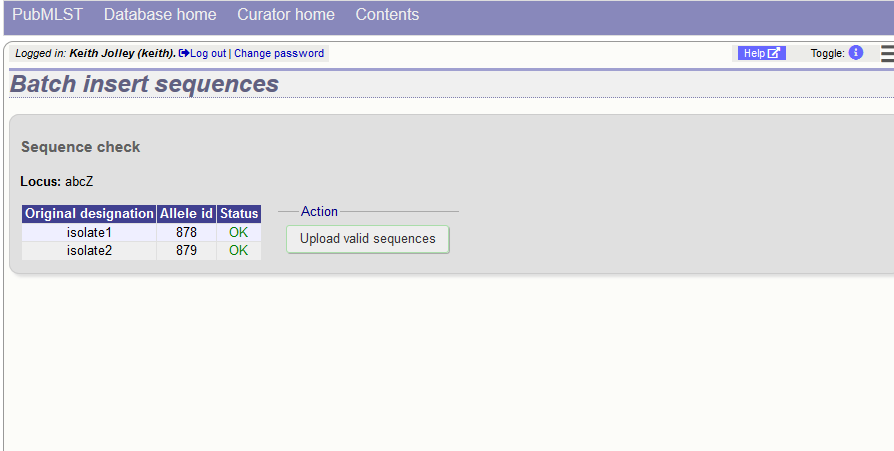 PubMLST Database home Curator home Contents
Logged in: Keith Jolley (keith). Log out | Change password Help Toggle:
Batch insert sequences
Sequence check
Locus: abcZ
Original designation Allele id Status
isolate1 878 OK
isolate2 879 OK
Action
Upload valid sequences